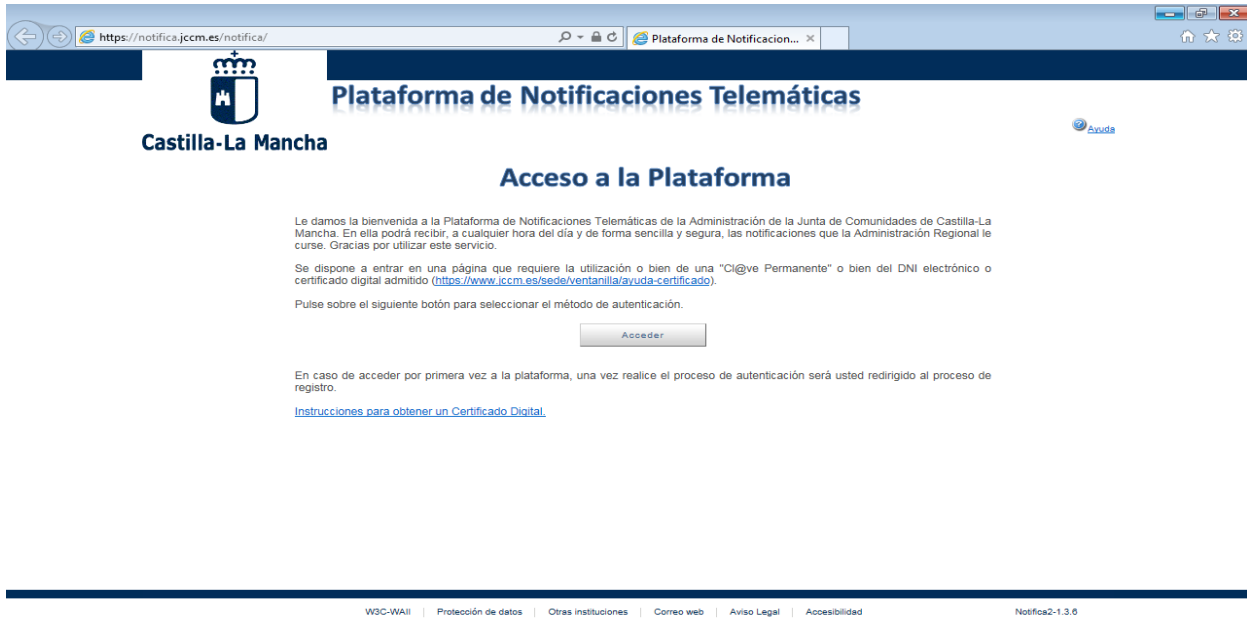 https://notifica.jccm.es/notifica/
Plataforma de Notificacion...
Plataforma de Notificaciones Telemáticas
Castilla-La Mancha
Ayuda
Acceso a la Plataforma
Le damos la bienvenida a la Plataforma de Notificaciones Telemáticas de la Administración de la Junta de Comunidades de Castilla-La
Mancha. En ella podrá recibir, a cualquier hora del día y de forma sencilla y segura, las notificaciones que la Administración Regional le
curse. Gracias por utilizar este servicio.
Se dispone a entrar en una página que requiere la utilización o bien de una "Cl@ve Permanente" o bien del DNI electrónico o
certificado digital admitido (https://www.jccm.es/sede/ventanilla/ayuda-certificado).
Pulse sobre el siguiente botón para seleccionar el método de autenticación.
Acceder
En caso de acceder por primera vez a la plataforma, una vez realice el proceso de autenticación será usted redirigido al proceso de
registro.
Instrucciones para obtener un Certificado Digital.
W3C-WAII | Protección de datos | Otras instituciones | Correo web | Aviso Legal | Accesibilidad
Notifica2-1.3.6